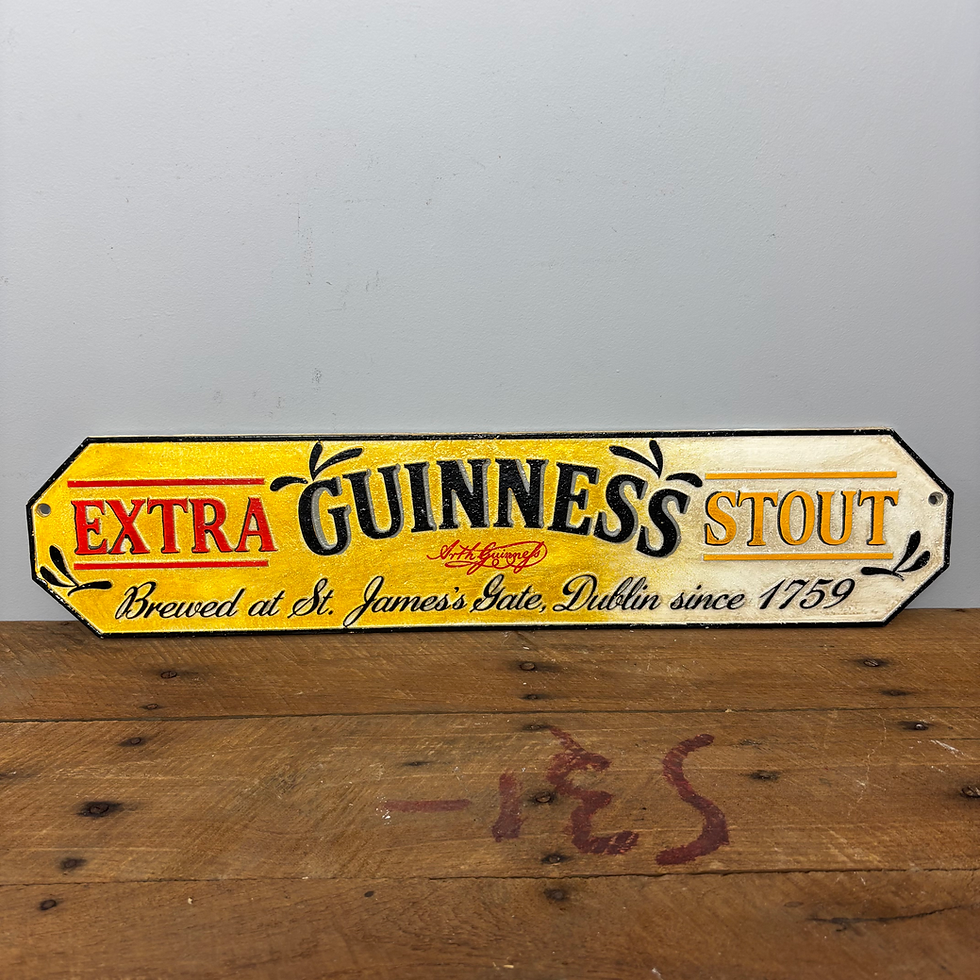 EXTRA GUINNESS STOUT
Arth Guinness
Brewed at St. James's Gate, Dublin since 1759